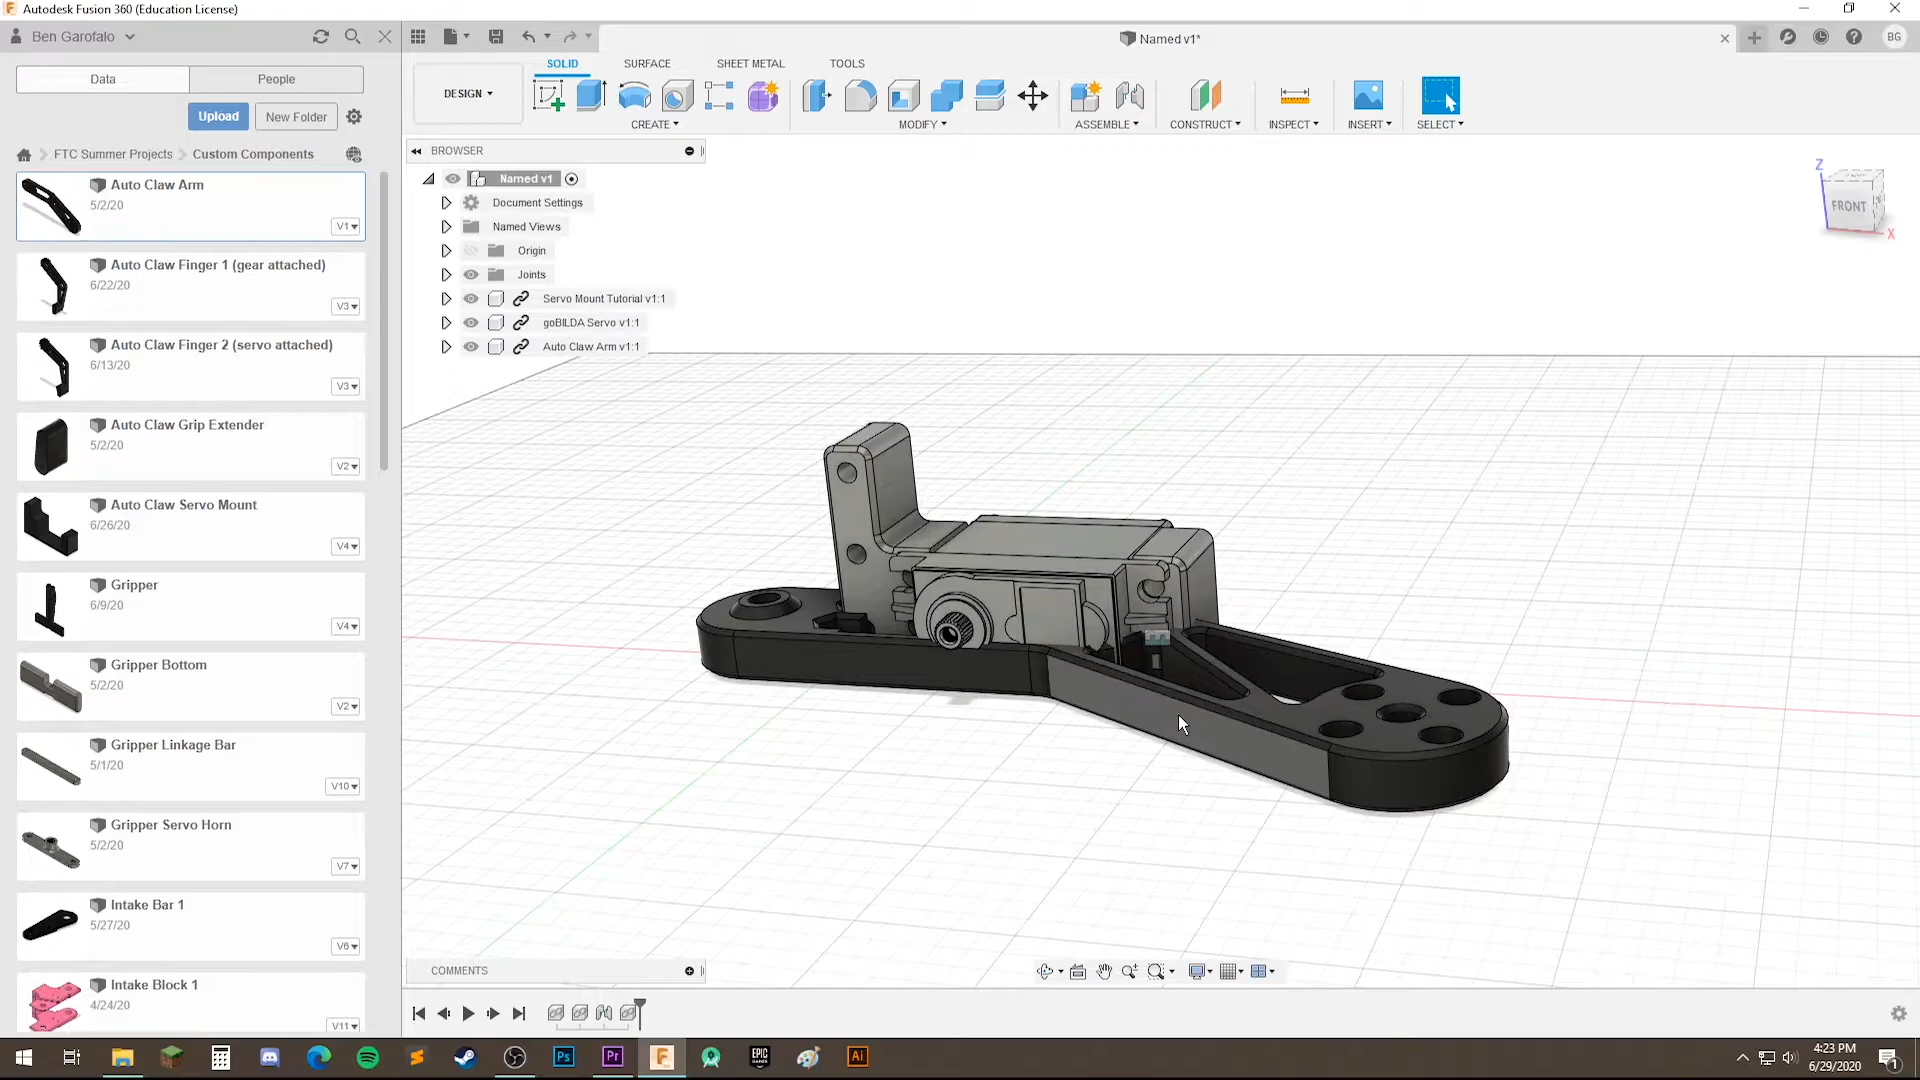 Autodesk Fusion 360 (Education License)
Ben Garofalo
Named v1*
BG
Data
People
Upload
New Folder
FTC Summer Projects
Custom Components
Auto Claw Arm
5/2/20
V1
Auto Claw Finger 1 (gear attached)
6/22/20
V3
Auto Claw Finger 2 (servo attached)
6/13/20
V3
Auto Claw Grip Extender
5/2/20
V2
Auto Claw Servo Mount
6/26/20
V4
Gripper
6/9/20
V4
Gripper Bottom
5/2/20
V2
Gripper Linkage Bar
5/1/20
V10
Gripper Servo Horn
5/2/20
V7
Intake Bar 1
5/27/20
V6
Intake Block 1
4/24/20
V11
DESIGN
SOLID
SURFACE
SHEET METAL
TOOLS
CREATE
MODIFY
ASSEMBLE
CONSTRUCT
INSPECT
INSERT
SELECT
BROWSER
Named v1
Document Settings
Named Views
Origin
Joints
Servo Mount Tutorial v1:1
goBILDA Servo v1:1
Auto Claw Arm v1:1
Z
FRONT
X
COMMENTS
Ps
Pr
F
EPIC
GAMES
Ai
4:23 PM
6/29/2020
1